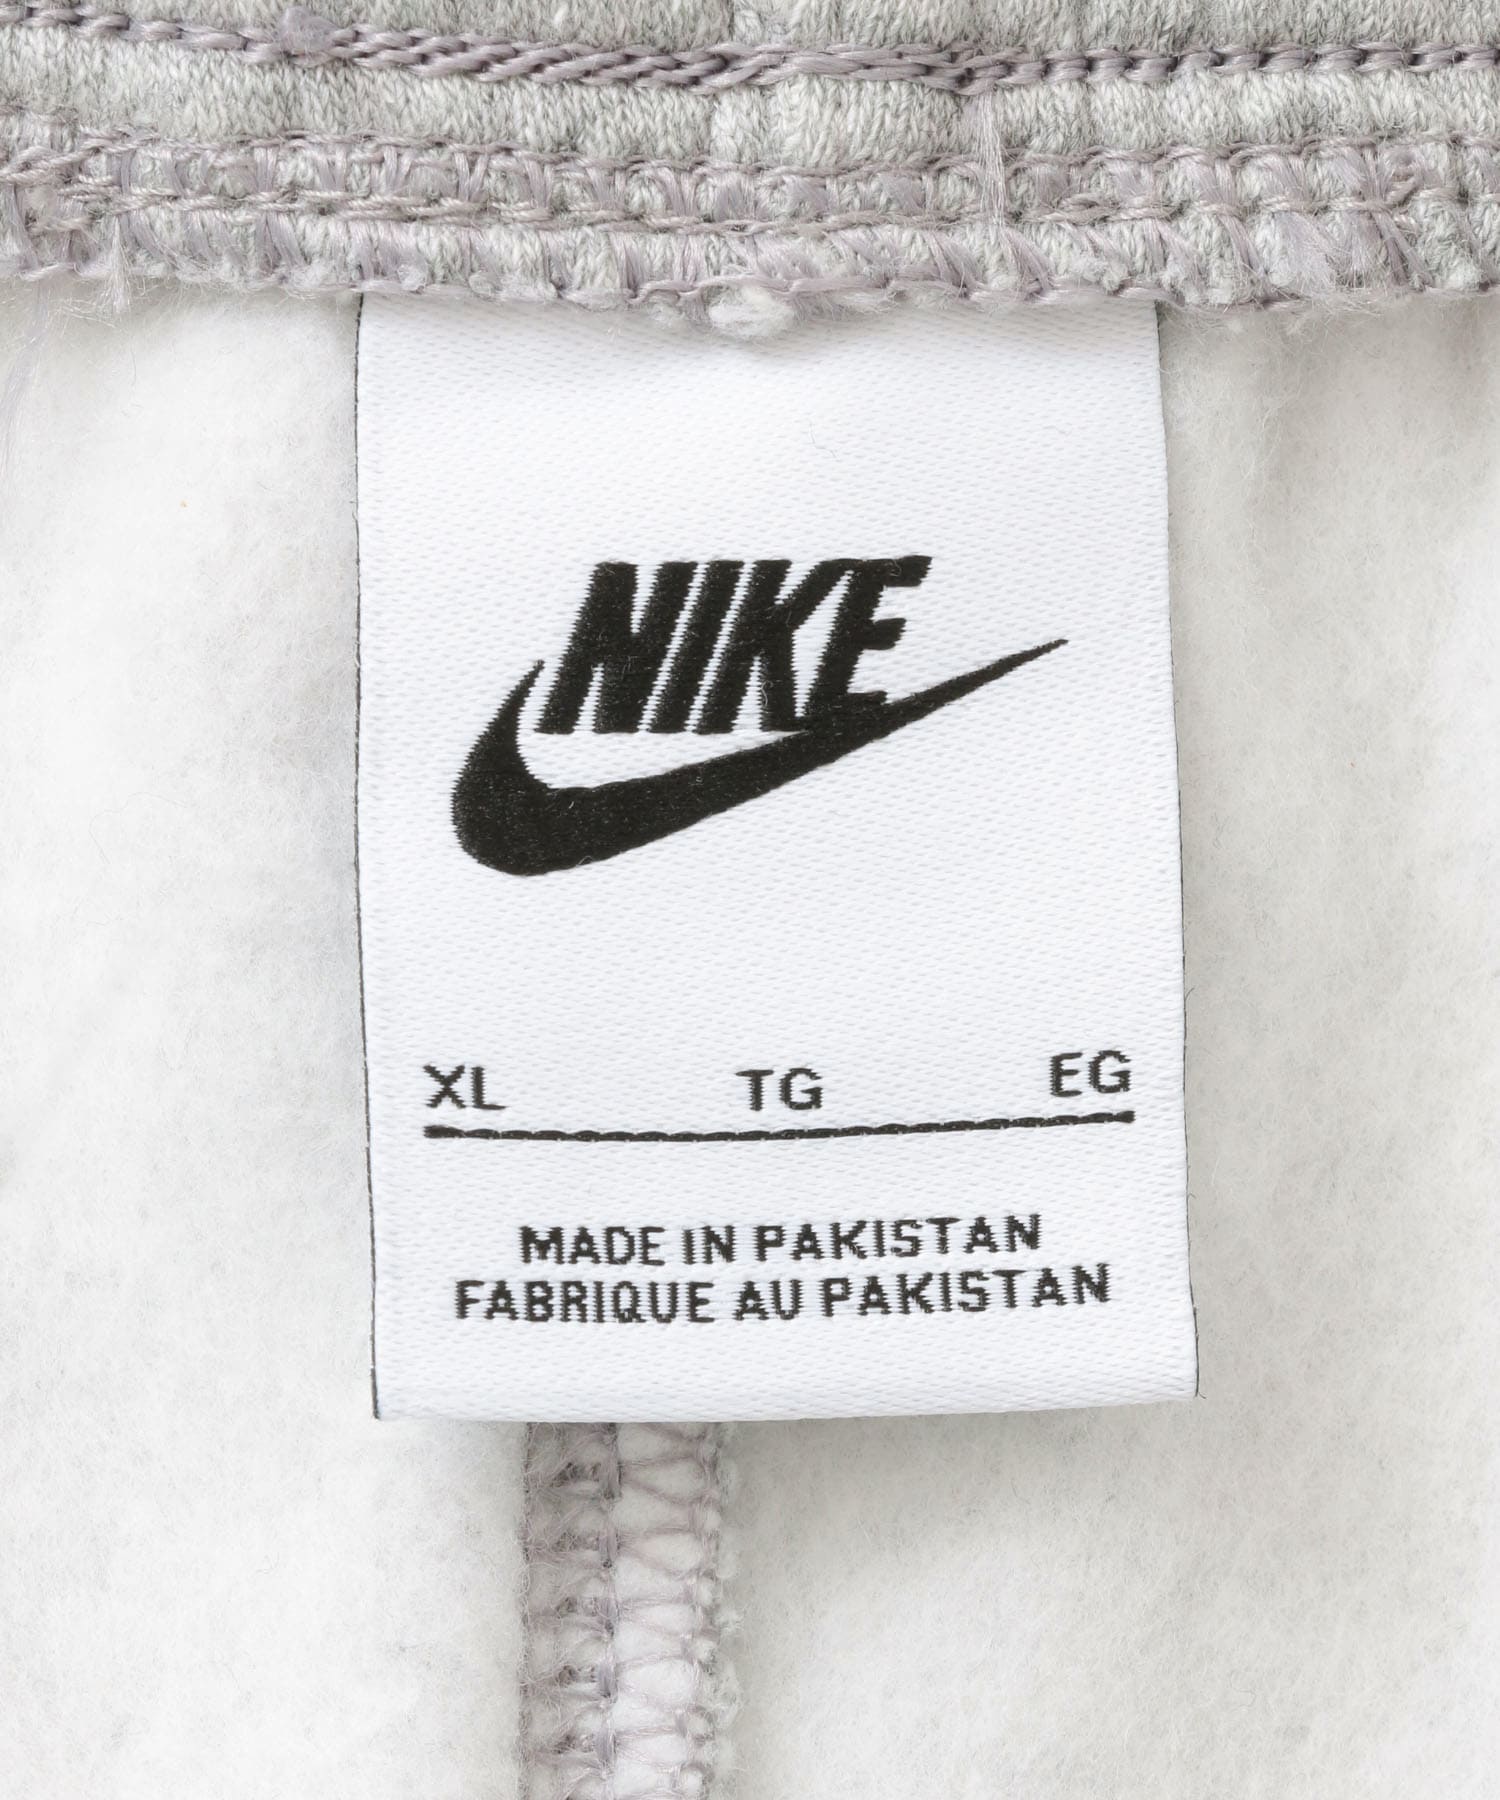 NIKE
XL TG EG
MADE IN PAKISTAN
FABRIQUE AU PAKISTAN